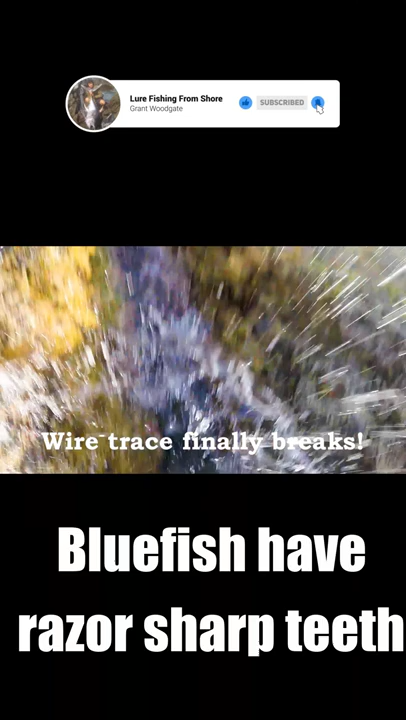 Lure Fishing From Shore
Grant Woodgate
SUBSCRIBED
Wire trace finally breaks!
Bluefish have
razor sharp teeth